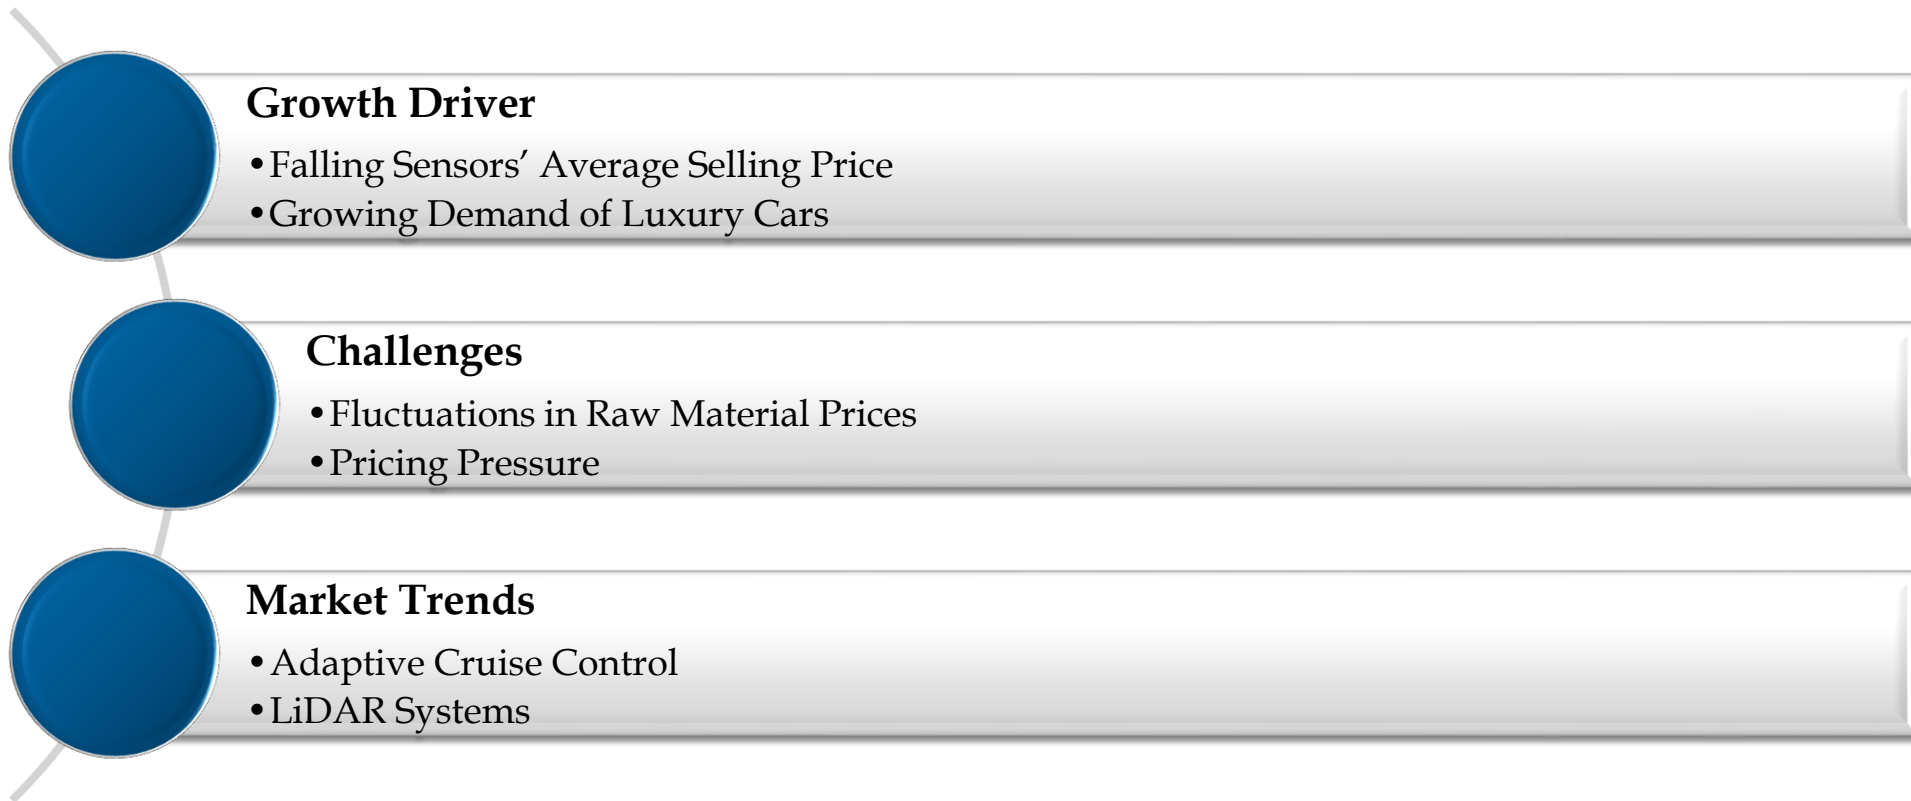 Growth Driver
•Falling Sensors’ Average Selling Price
•Growing Demand of Luxury Cars
Challenges
•Fluctuations in Raw Material Prices
•Pricing Pressure
Market Trends
•Adaptive Cruise Control
•LiDAR Systems